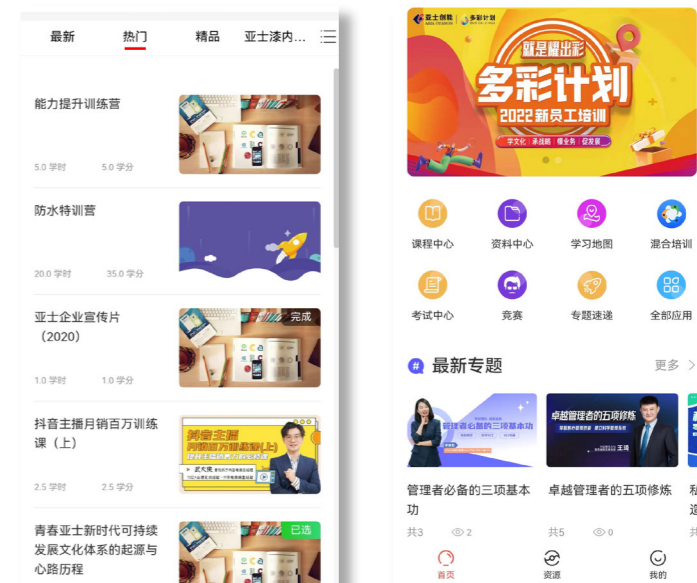 最新
热门
精品
亚士漆内...
能力提升训练营
5.0 学时
5.0 学分
防水特训营
20.0 学时
35.0 学分
亚士企业宣传片
（2020）
完成
1.0 学时
1.0 学分
抖音主播月销百万训练
课（上）
抖音主播
月销百万训练课(上)
2.5 学时
2.5 学分
青春亚士新时代可持续
发展文化体系的起源与
心路历程
已选
亚士创能
多彩计划
就是耀出彩
多彩计划
2022新员工培训
学文化 承战略 懂业务 促发展
课程中心
资料中心
学习地图
混合培训
考试中心
竞赛
专题速递
全部应用
# 最新专题
更多 >
管理者必备的三项基本功
卓越管理者的五项修炼
王琦
管理者必备的三项基本
功
共3
2
卓越管理者的五项修炼
共5
0
首页
资源
我的